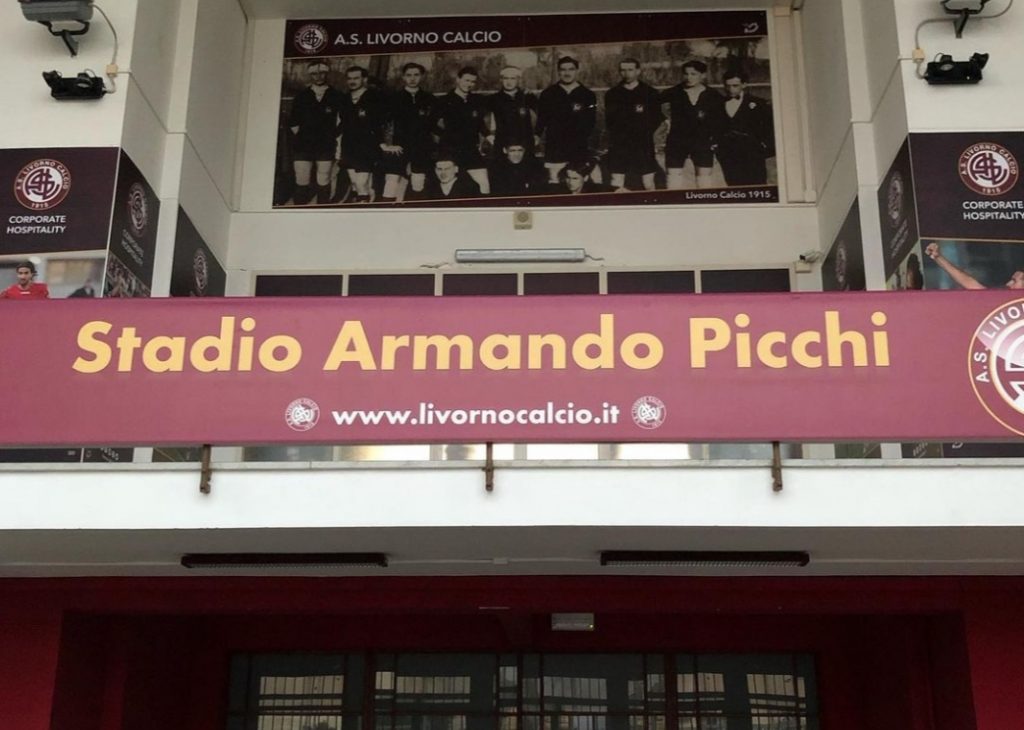 A.S. LIVORNO CALCIO
Livorno Calcio 1915
A.S. LIVORNO CALCIO
1915
CORPORATE
HOSPITALITY
A.S. LIVORNO CALCIO
1915
CORPORATE
HOSPITALITY
Stadio Armando Picchi
www.livornocalcio.it
A.S. LIVO